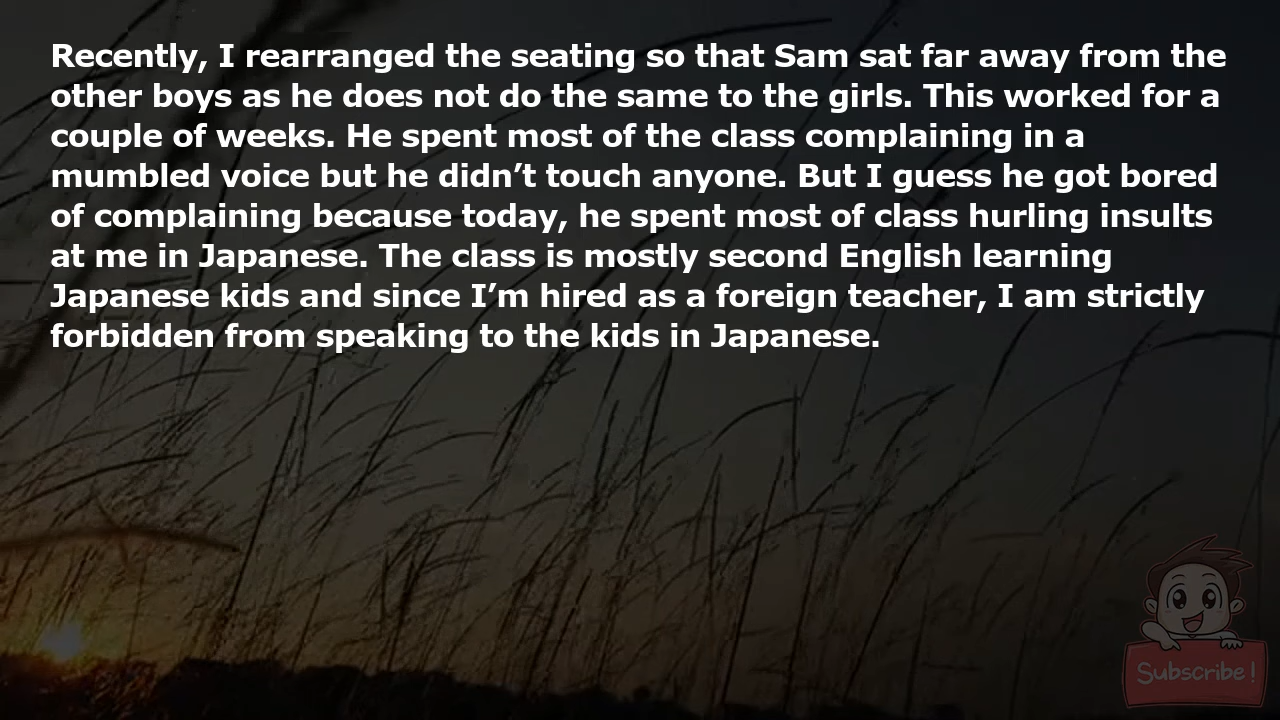 Recently, I rearranged the seating so that Sam sat far away from the
other boys as he does not do the same to the girls. This worked for a
couple of weeks. He spent most of the class complaining in a
mumbled voice but he didn’t touch anyone. But I guess he got bored
of complaining because today, he spent most of class hurling insults
at me in Japanese. The class is mostly second English learning
Japanese kids and since I’m hired as a foreign teacher, I am strictly
forbidden from speaking to the kids in Japanese.
Subscribe!